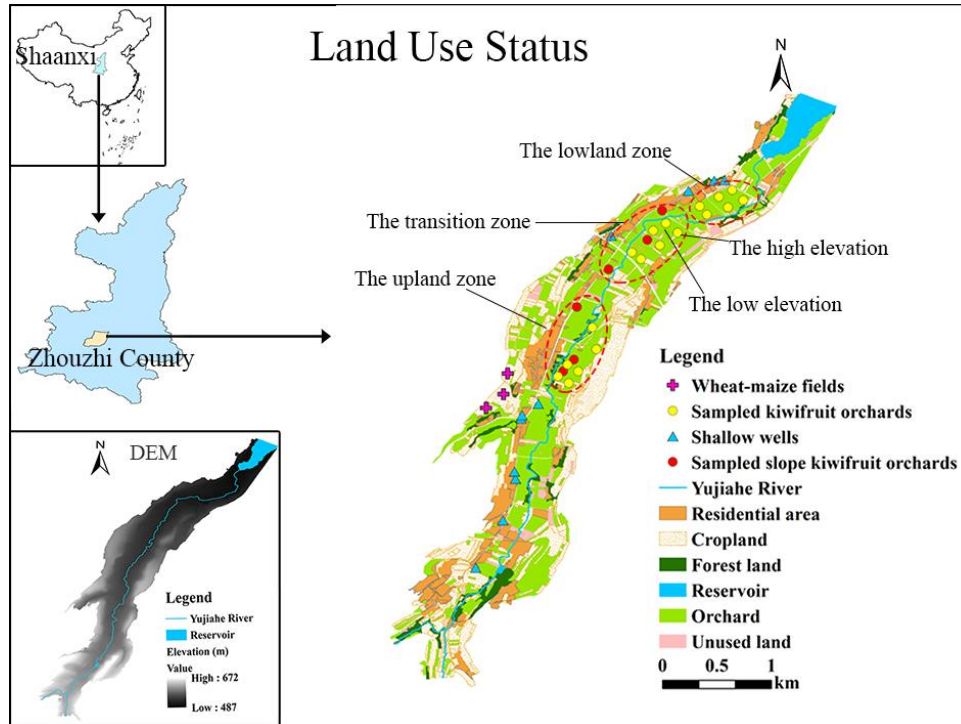 Land Use Status
Shaanxi
N
The lowland zone
The transition zone
The high elevation
The upland zone
The low elevation
Zhouzhi County
Legend
Wheat-maize fields
Sampled kiwifruit orchards
Shallow wells
Sampled slope kiwifruit orchards
Yujiahe River
Residential area
Cropland
Forest land
Reservoir
Orchard
Unused land
0 0.5 1
km
N
DEM
Legend
Yujiahe River
Reservoir
Elevation (m)
Value
High : 672
Low : 487